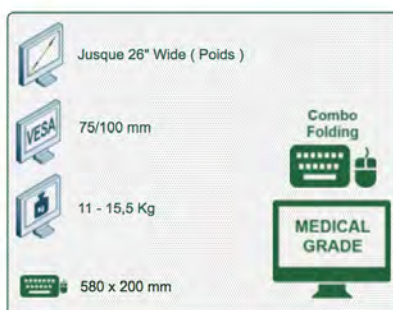 Jusque 26" Wide ( Poids )
VESA
75/100 mm
11 - 15,5 Kg
580 x 200 mm
Combo
Folding
MEDICAL
GRADE